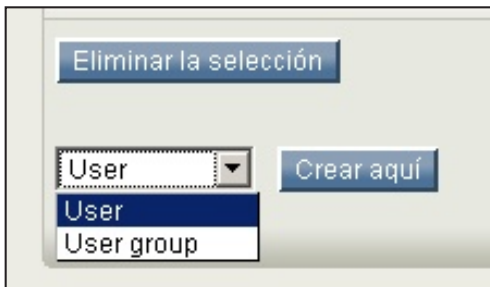 Eliminar la selección
User
Crear aquí
User
User group